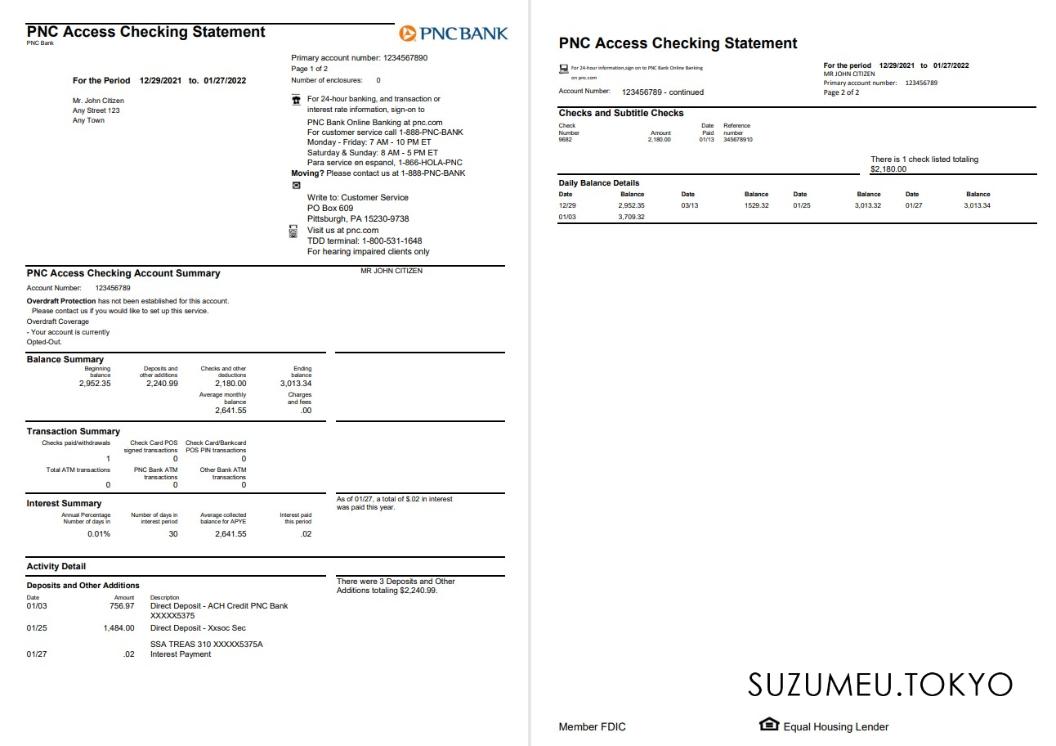 PNC Access Checking Statement
PNC Bank
PNCBANK
Primary account number: 1234567890
Page 1 of 2
Number of enclosures: 0
For the Period 12/29/2021 to. 01/27/2022
Mr. John Citizen
Any Street 123
Any Town
For 24-hour banking, and transaction or
interest rate information, sign-on to
PNC Bank Online Banking at pnc.com
For customer service call 1-888-PNC-BANK
Monday - Friday: 7 AM - 10 PM ET
Saturday & Sunday: 8 AM - 5 PM ET
Para service en espanol, 1-866-HOLA-PNC
Moving? Please contact us at 1-888-PNC-BANK
Write to: Customer Service
PO Box 609
Pittsburgh, PA 15230-9738
Visit us at pnc.com
TDD terminal: 1-800-531-1648
For hearing impaired clients only
PNC Access Checking Account Summary
MR JOHN CITIZEN
Account Number: 123456789
Overdraft Protection has not been established for this account.
Please contact us if you would like to set up this service.
Overdraft Coverage
- Your account is currently
Opted-Out.
Balance Summary
Beginning balance Deposits and other additions Checks and other deductions Ending balance
2,952.35 2,240.99 2,180.00 3,013.34
Average monthly balance Charges and fees
2,641.55 .00
Transaction Summary
Checks paid/withdrawals Check Card POS signed transactions Check Card/Bankcard POS PIN transactions
1 0 0
Total ATM transactions PNC Bank ATM transactions Other Bank ATM transactions
0 0 0
Interest Summary
As of 01/27, a total of $.02 in interest
was paid this year.
Annual Percentage Number of days in Number of days in interest period Average collected balance for APYE Interest paid this period
0.01% 30 2,641.55 .02
Activity Detail
Deposits and Other Additions
There were 3 Deposits and Other
Additions totaling $2,240.99.
Date Amount Description
01/03 756.97 Direct Deposit - ACH Credit PNC Bank
XXXXX5375
01/25 1,484.00 Direct Deposit - Xxsoc Sec
SSA TREAS 310 XXXXX5375A
01/27 .02 Interest Payment
PNC Access Checking Statement
For 24-hour information,sign on to PNC Bank Online Banking
on pnc.com
Account Number: 123456789 - continued
For the period 12/29/2021 to 01/27/2022
MR JOHN CITIZEN
Primary account number: 123456789
Page 2 of 2
Checks and Subtitle Checks
Check Number Amount Date Paid Reference number
9682 2,180.00 01/13 345678910
There is 1 check listed totaling
$2,180.00
Daily Balance Details
Date Balance Date Balance Date Balance Date Balance
12/29 2,952.35 03/13 1529.32 01/25 3,013.32 01/27 3,013.34
01/03 3,709.32
SUZUMEU.TOKYO
Member FDIC
Equal Housing Lender